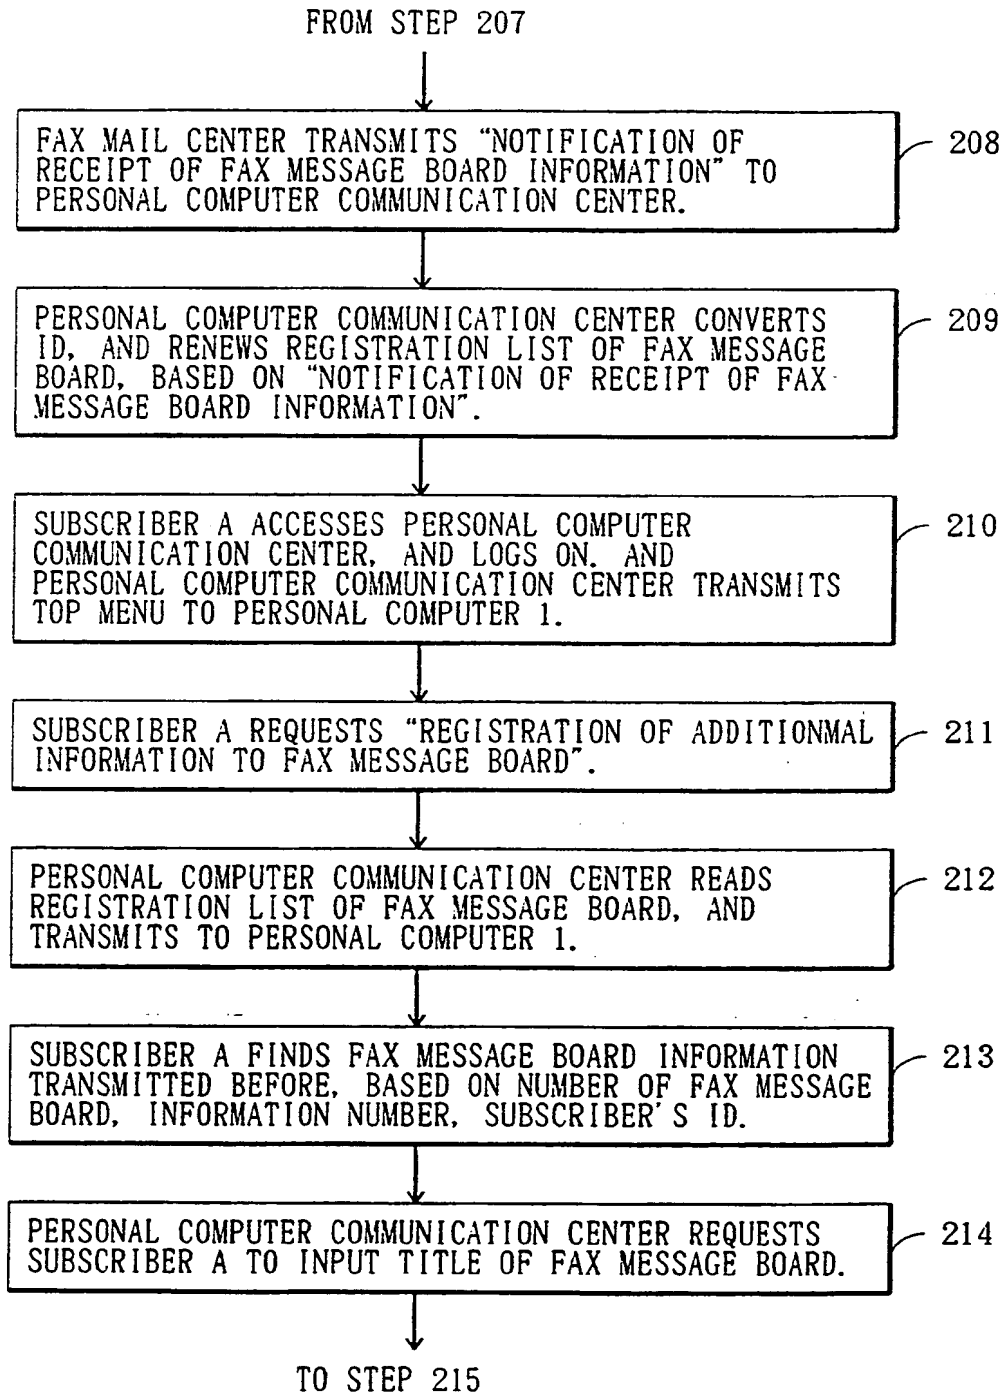 FROM STEP 207
FAX MAIL CENTER TRANSMITS "NOTIFICATION OF
RECEIPT OF FAX MESSAGE BOARD INFORMATION" TO
PERSONAL COMPUTER COMMUNICATION CENTER.
208
PERSONAL COMPUTER COMMUNICATION CENTER CONVERTS
ID, AND RENEWS REGISTRATION LIST OF FAX MESSAGE
BOARD, BASED ON "NOTIFICATION OF RECEIPT OF FAX
MESSAGE BOARD INFORMATION".
209
SUBSCRIBER A ACCESSES PERSONAL COMPUTER
COMMUNICATION CENTER, AND LOGS ON. AND
PERSONAL COMPUTER COMMUNICATION CENTER TRANSMITS
TOP MENU TO PERSONAL COMPUTER 1.
210
SUBSCRIBER A REQUESTS "REGISTRATION OF ADDITIONMAL
INFORMATION TO FAX MESSAGE BOARD".
211
PERSONAL COMPUTER COMMUNICATION CENTER READS
REGISTRATION LIST OF FAX MESSAGE BOARD, AND
TRANSMITS TO PERSONAL COMPUTER 1.
212
SUBSCRIBER A FINDS FAX MESSAGE BOARD INFORMATION
TRANSMITTED BEFORE, BASED ON NUMBER OF FAX MESSAGE
BOARD, INFORMATION NUMBER, SUBSCRIBER'S ID.
213
PERSONAL COMPUTER COMMUNICATION CENTER REQUESTS
SUBSCRIBER A TO INPUT TITLE OF FAX MESSAGE BOARD.
214
TO STEP 215